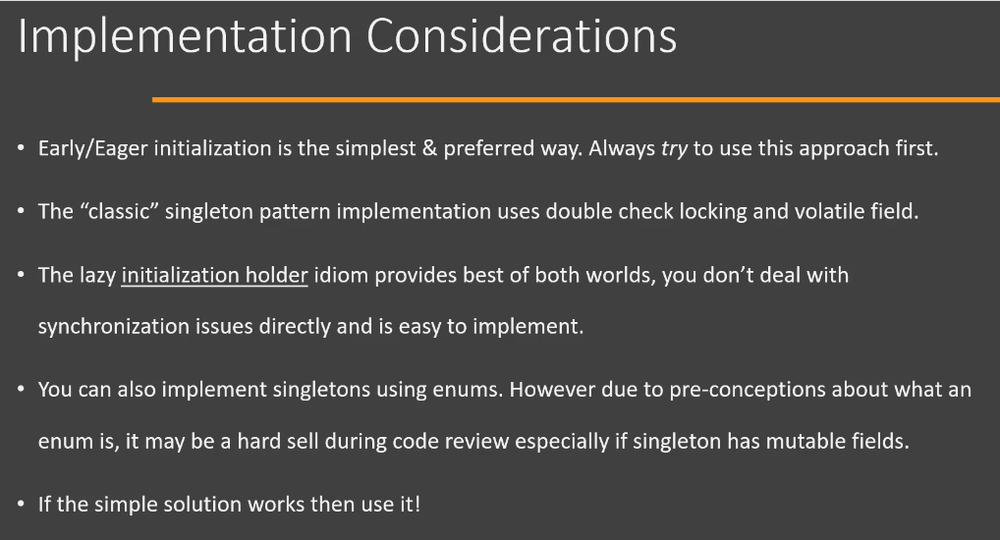 Implementation Considerations
• Early/Eager initialization is the simplest & preferred way. Always try to use this approach first.
• The “classic” singleton pattern implementation uses double check locking and volatile field.
• The lazy initialization holder idiom provides best of both worlds, you don’t deal with
synchronization issues directly and is easy to implement.
• You can also implement singletons using enums. However due to pre-conceptions about what an
enum is, it may be a hard sell during code review especially if singleton has mutable fields.
• If the simple solution works then use it!